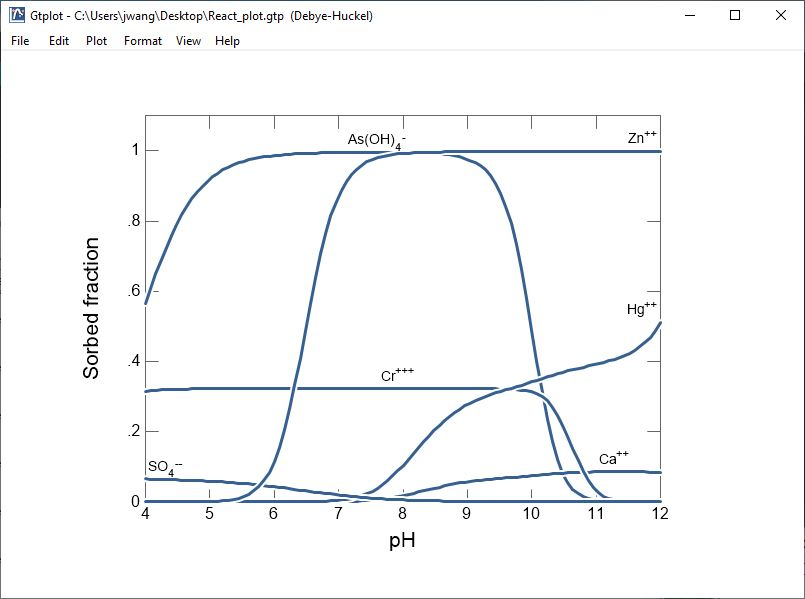 Gtplot - C:\Users\jwang\Desktop\React_plot.gtp (Debye-Huckel)
File Edit Plot Format View Help
As(OH)₄⁻
Zn⁺⁺
1
.8
.6
Hg⁺⁺
Sorbed fraction
.4
Cr⁺⁺⁺
.2
SO₄⁻⁻
Ca⁺⁺
0
4 5 6 7 8 9 10 11 12
pH